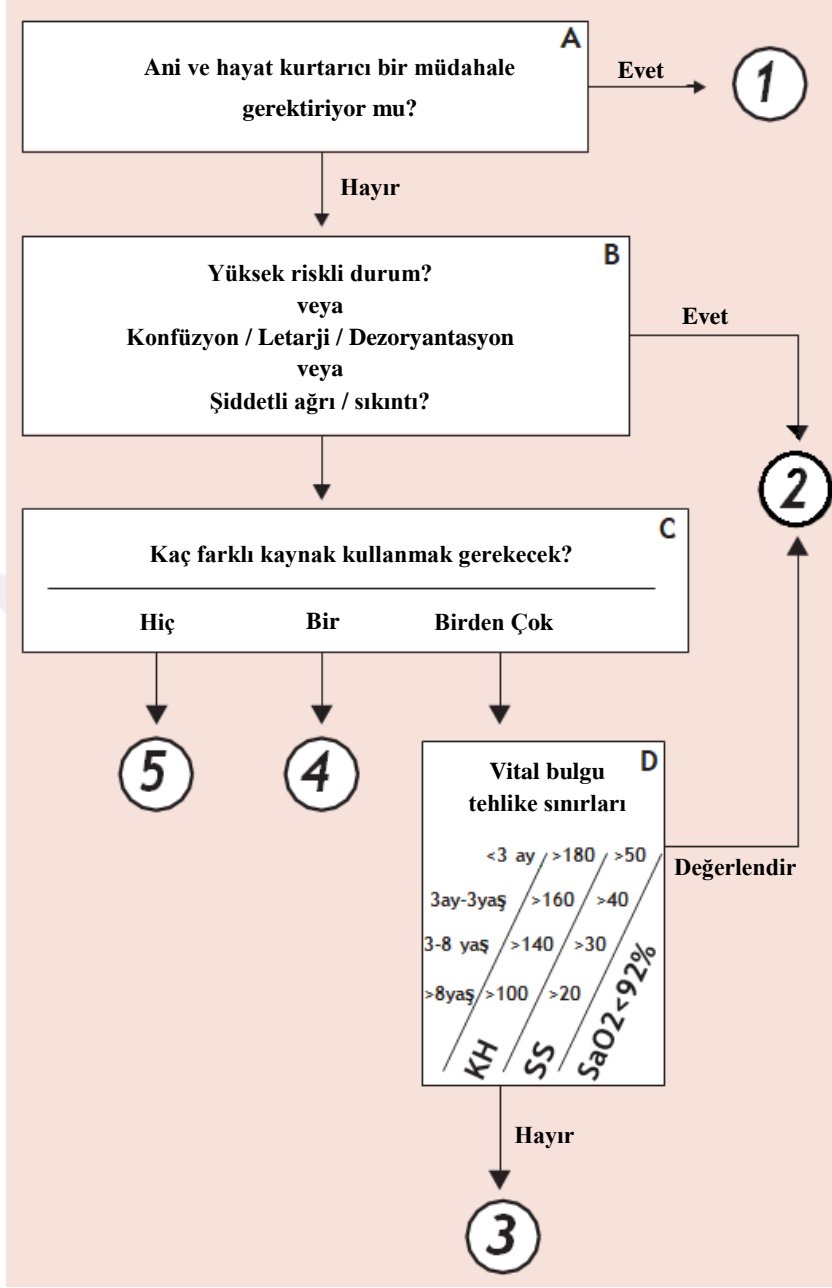 A
Ani ve hayat kurtarıcı bir müdahale
gerektiriyor mu?
Evet
1
Hayır
B
Yüksek riskli durum?
veya
Konfüzyon / Letarji / Dezoryantasyon
veya
Şiddetli ağrı / sıkıntı?
Evet
2
C
Kaç farklı kaynak kullanmak gerekecek?
Hiç Bir Birden Çok
5 4
D
Vital bulgu
tehlike sınırları
<3 ay >180 >50
3ay-3yaş >160 >40
3-8 yaş >140 >30
>8yaş >100 >20
KH SS SaO2<92%
Değerlendir
Hayır
3